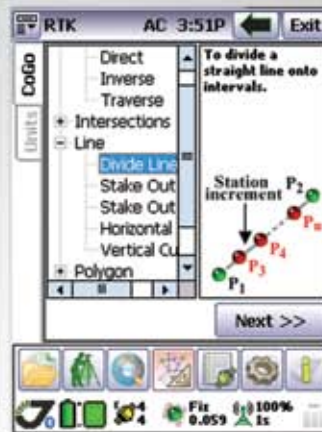 RTK AC 3:51P Exit
CoGo
Units
Direct
Inverse
Traverse
Intersections
Line
Divide Line
Stake Out
Stake Out
Horizontal
Vertical Cu
Polygon
To divide a
straight line onto
intervals.
Station
increment
P2
Pn
P4
P3
P1
Next >>
4
4
Fix
0.059
100%
1s